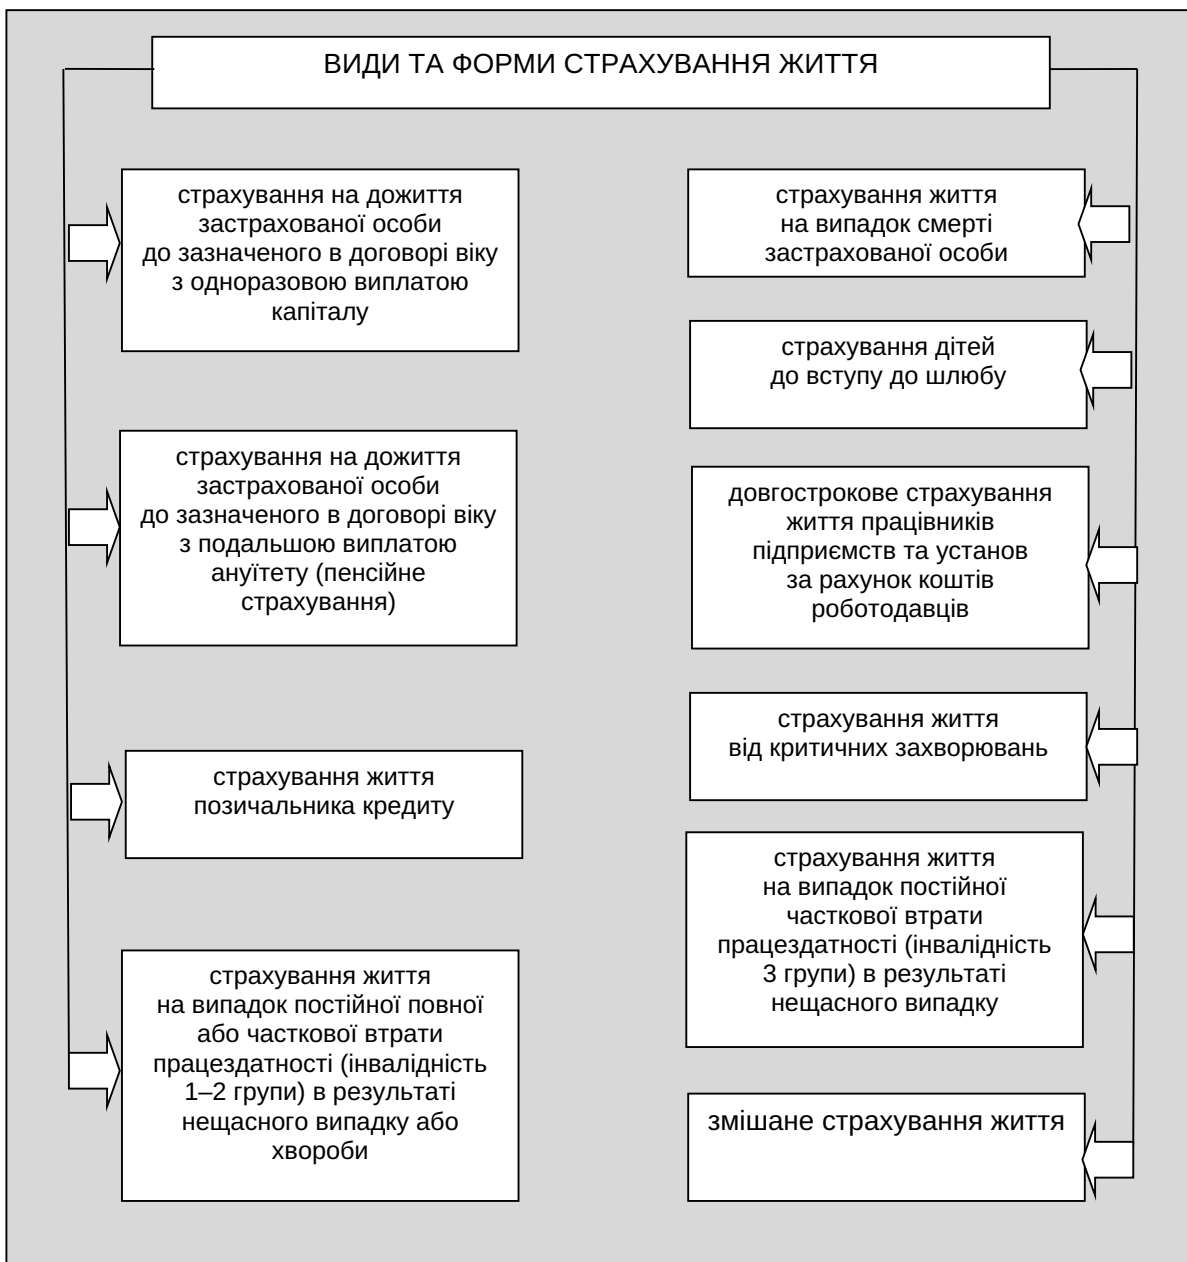 ВИДИ ТА ФОРМИ СТРАХУВАННЯ ЖИТТЯ
страхування на дожиття
застрахованої особи
до зазначеного в договорі віку
з одноразовою виплатою
капіталу
страхування на дожиття
застрахованої особи
до зазначеного в договорі віку
з подальшою виплатою
ануїтету (пенсійне
страхування)
страхування життя
позичальника кредиту
страхування життя
на випадок постійної повної
або часткової втрати
працездатності (інвалідність
1–2 групи) в результаті
нещасного випадку або
хвороби
страхування життя
на випадок смерті
застрахованої особи
страхування дітей
до вступу до шлюбу
довгострокове страхування
життя працівників
підприємств та установ
за рахунок коштів
роботодавців
страхування життя
від критичних захворювань
страхування життя
на випадок постійної
часткової втрати
працездатності (інвалідність
3 групи) в результаті
нещасного випадку
змішане страхування життя